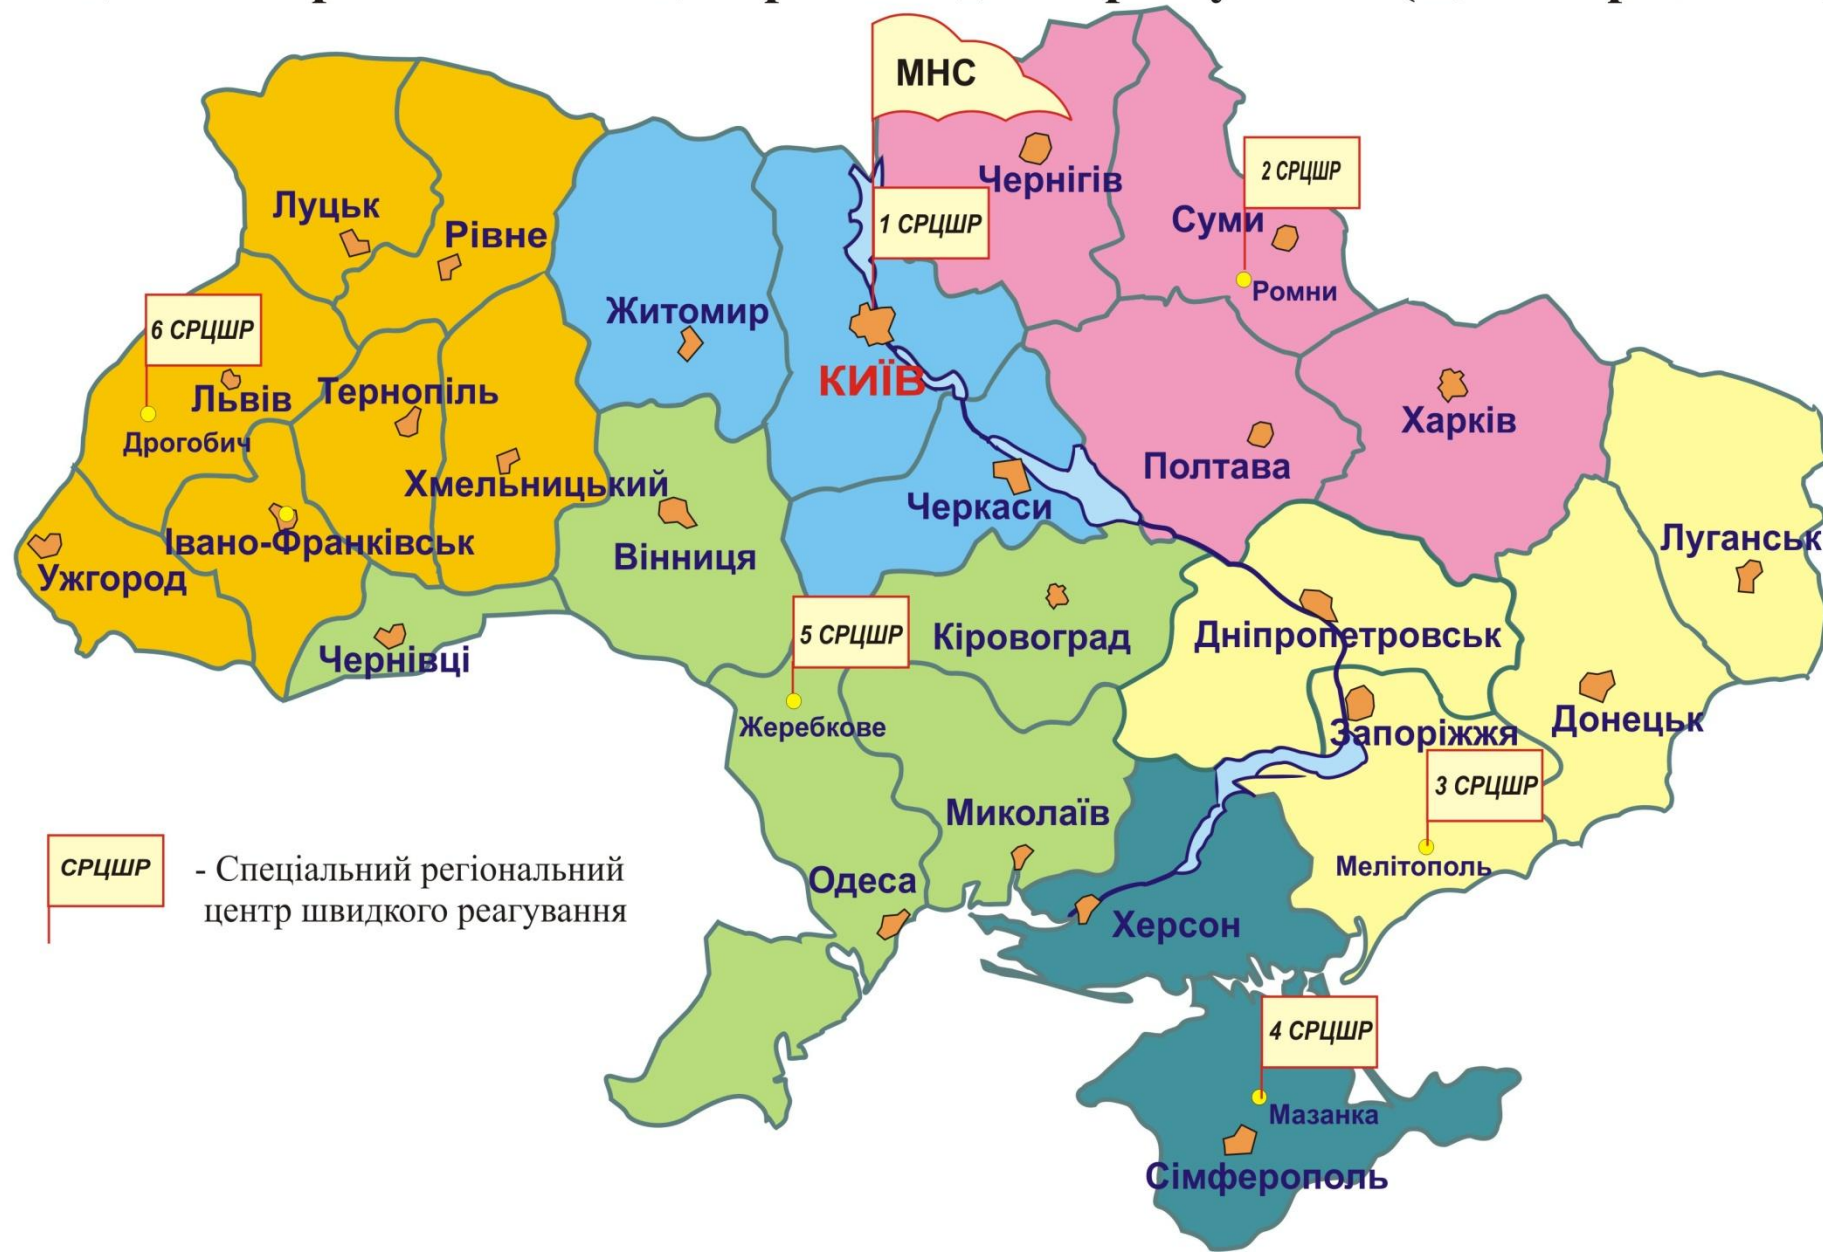 МНС
Чернігів
2 СРЦШР
Луцьк
Рівне
1 СРЦШР
Суми
Ромни
6 СРЦШР
Житомир
КИЇВ
Львів
Тернопіль
Дрогобич
Харків
Полтава
Хмельницький
Черкаси
Івано-Франківськ
Вінниця
Луганськ
Ужгород
5 СРЦШР
Кіровоград
Дніпропетровськ
Чернівці
Жеребкове
Запоріжжя
Донецьк
3 СРЦШР
Миколаїв
Мелітополь
Одеса
Херсон
СРЦШР
- Спеціальний регіональний
центр швидкого реагування
4 СРЦШР
Мазанка
Сімферополь